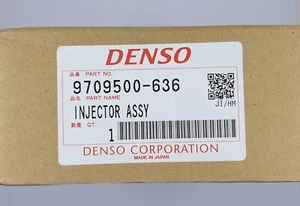 DENSO
品番 PART NO.
9709500-636
品名 PART NAME
JI/HM
INJECTOR ASSY
数量 QT.
1
DENSO CORPORATION
MADE IN JAPAN